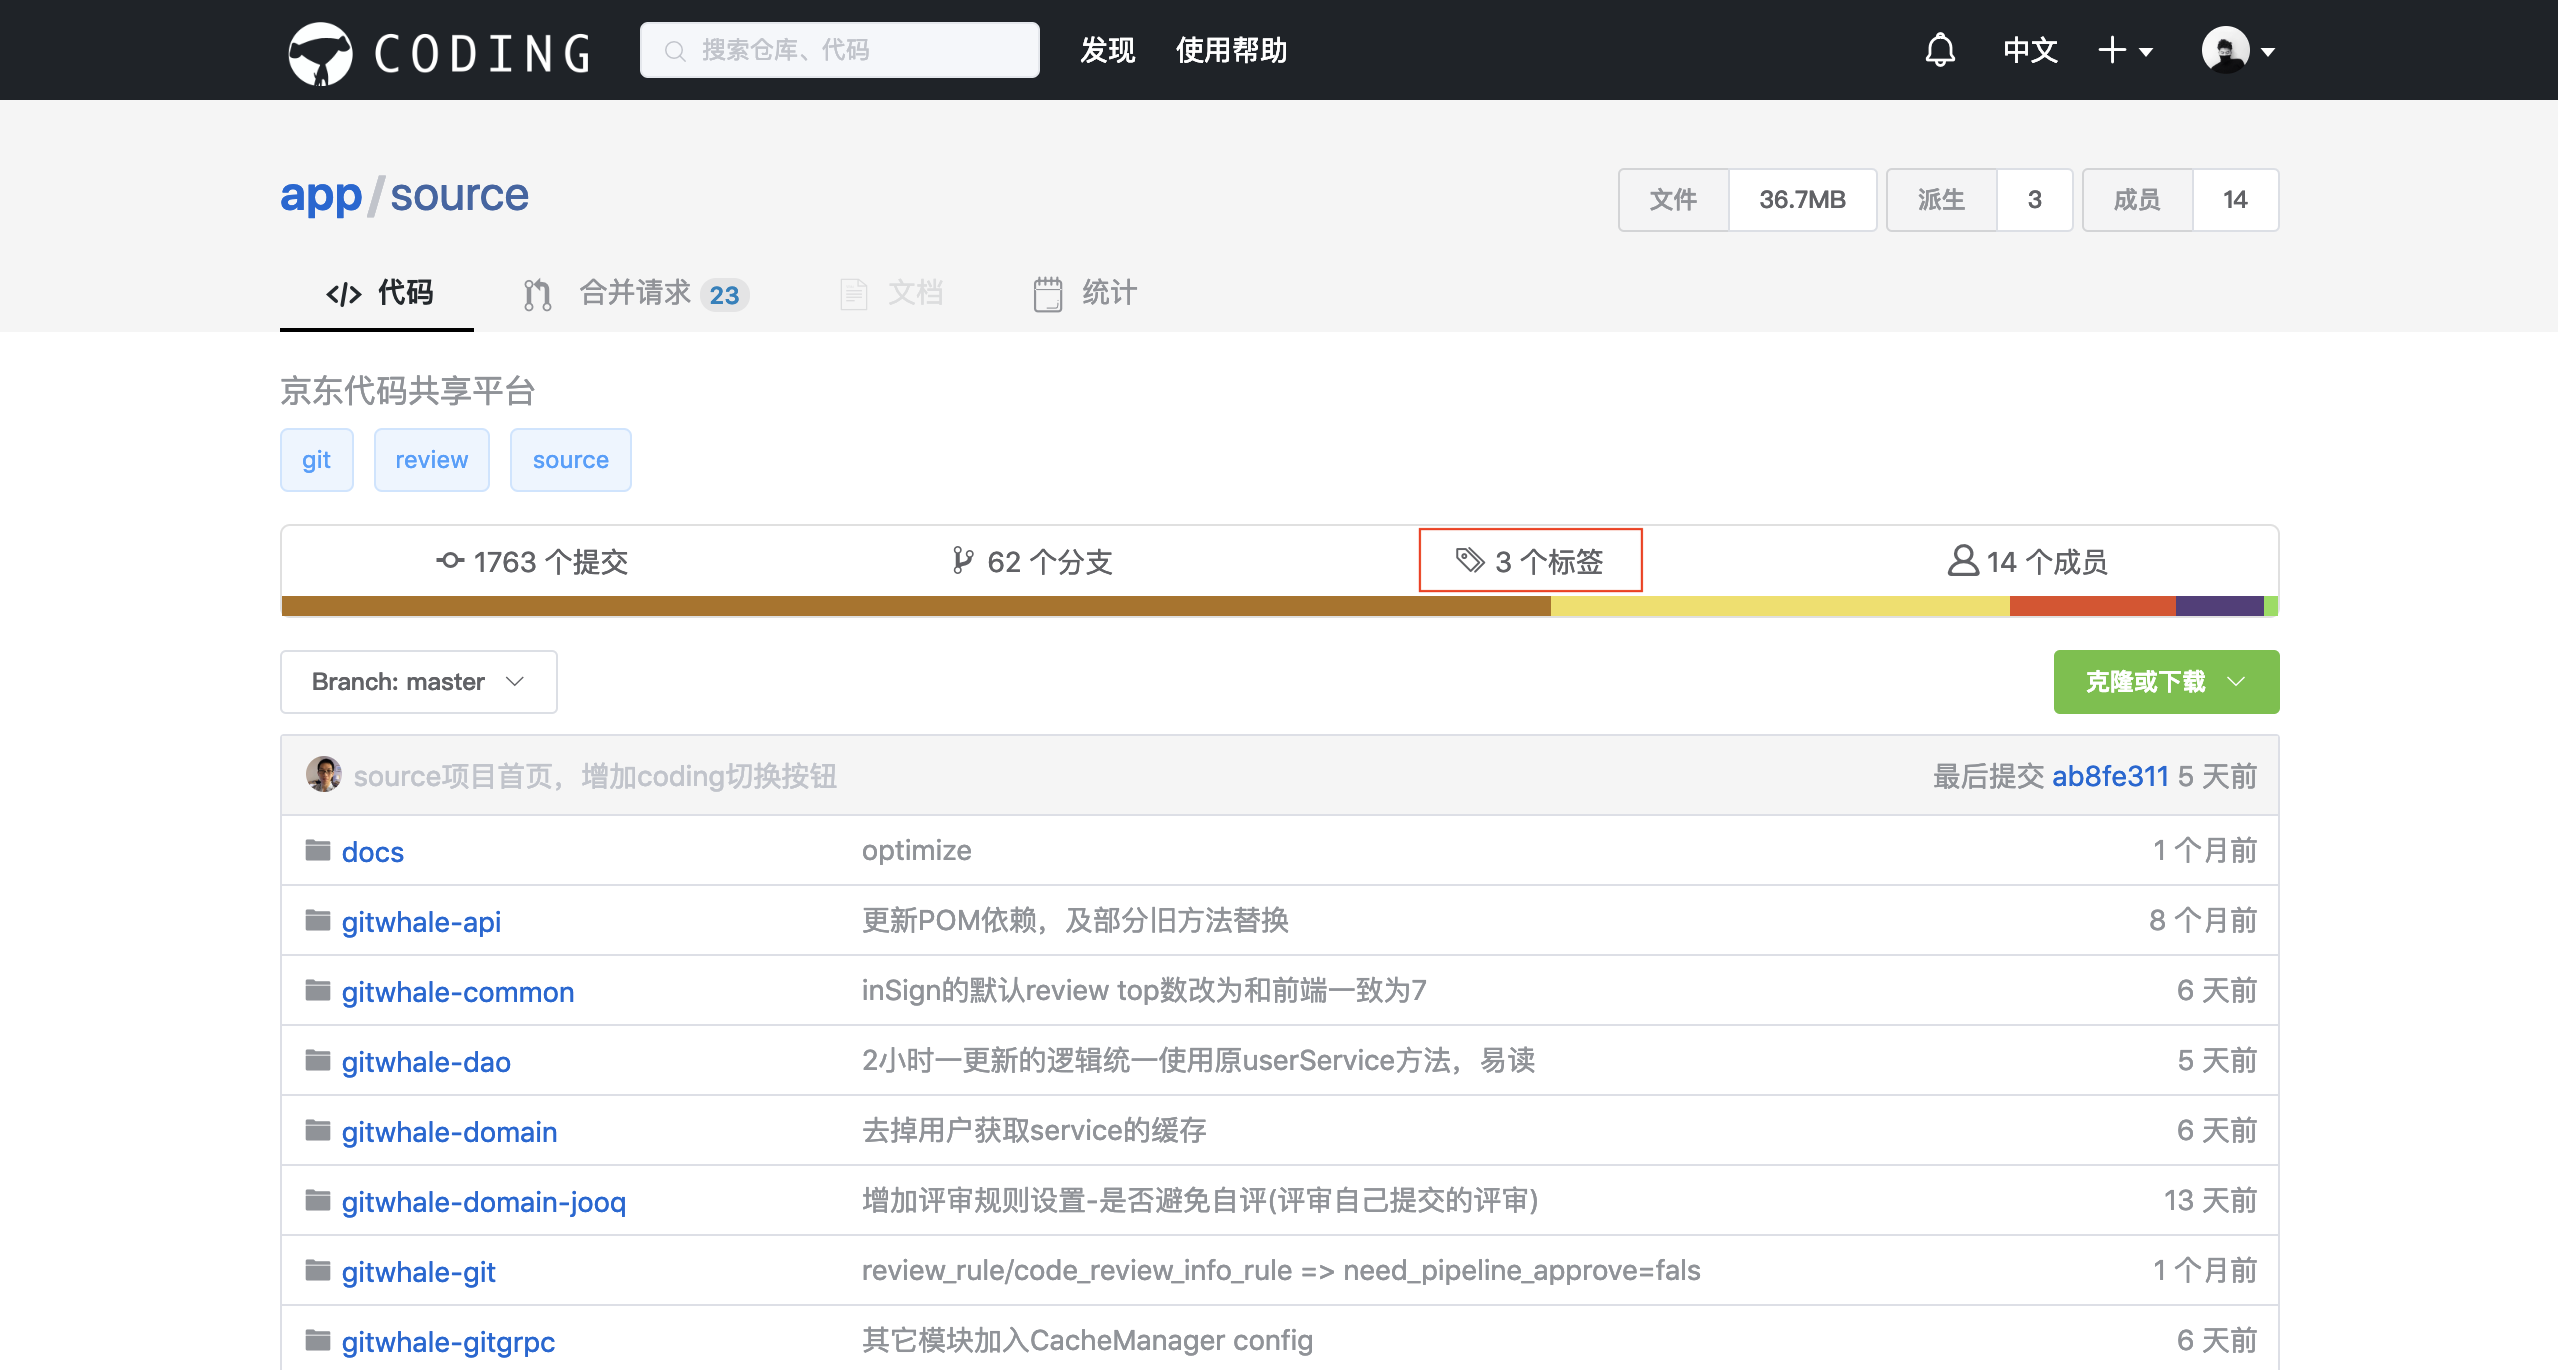 CODING 搜索仓库、代码 发现 使用帮助 中文
app/source 文件 36.7MB 派生 3 成员 14
</> 代码 合并请求 23 文档 统计
京东代码共享平台
git review source
1763 个提交 62 个分支 3 个标签 14 个成员
Branch: master 克隆或下载
source项目首页，增加coding切换按钮 最后提交 ab8fe311 5 天前
docs optimize 1 个月前
gitwhale-api 更新POM依赖，及部分旧方法替换 8 个月前
gitwhale-common inSign的默认review top数改为和前端一致为7 6 天前
gitwhale-dao 2小时一更新的逻辑统一使用原userService方法，易读 5 天前
gitwhale-domain 去掉用户获取service的缓存 6 天前
gitwhale-domain-jooq 增加评审规则设置-是否避免自评(评审自己提交的评审) 13 天前
gitwhale-git review_rule/code_review_info_rule => need_pipeline_approve=fals 1 个月前
gitwhale-gitgrpc 其它模块加入CacheManager config 6 天前